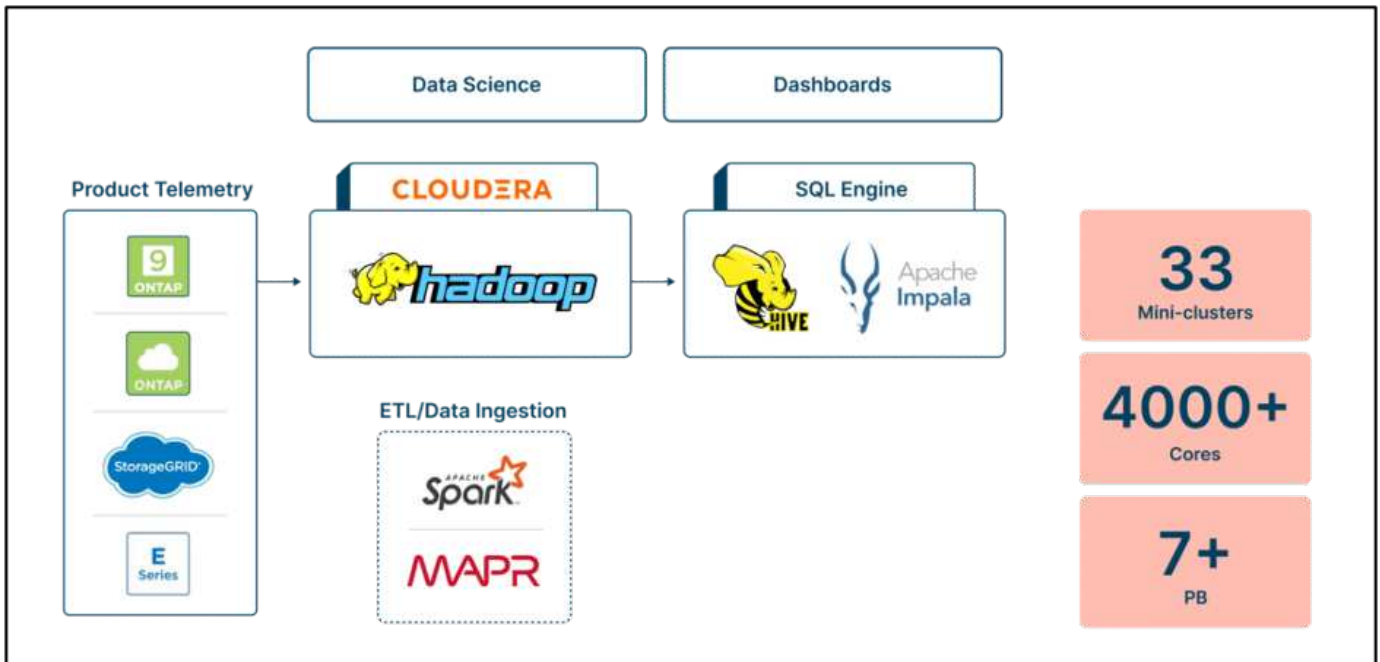 Data Science
Dashboards
Product Telemetry
CLOUDERA
SQL Engine
9
ONTAP
hadoop
HIVE
Apache
Impala
33
Mini-clusters
ONTAP
4000+
Cores
ETL/Data Ingestion
StorageGRID®
APACHE
Spark™
E
Series
MAPR
7+
PB